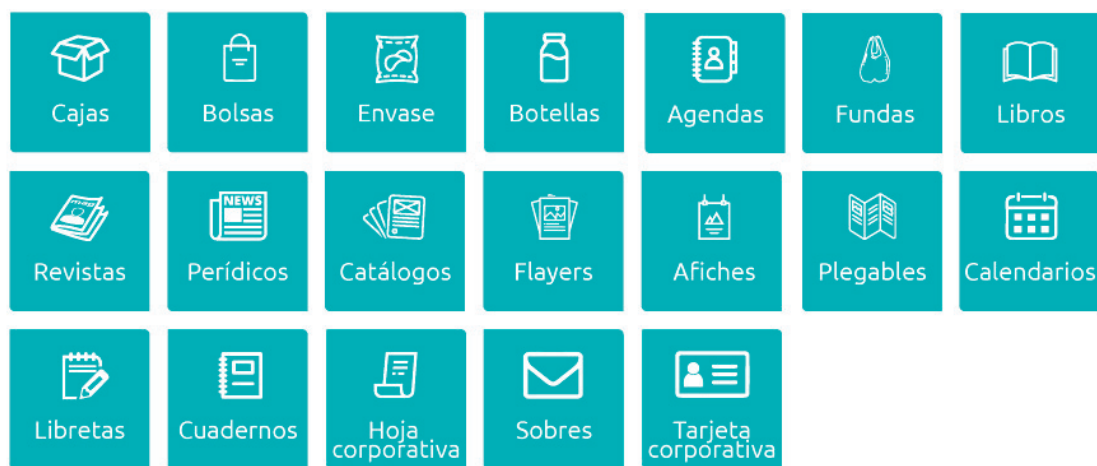 Cajas
Bolsas
Envase
Botellas
Agendas
Fundas
Libros
Revistas
NEWS
Perídicos
Catálogos
Flayers
Afiches
Plegables
Calendarios
Libretas
Cuadernos
Hoja
corporativa
Sobres
Tarjeta
corporativa